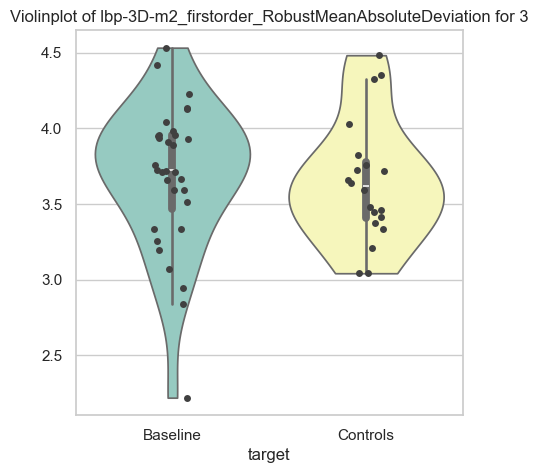 Violinplot of lbp-3D-m2_firstorder_RobustMeanAbsoluteDeviation for 3
4.5
4.0
3.5
3.0
2.5
Baseline Controls
target